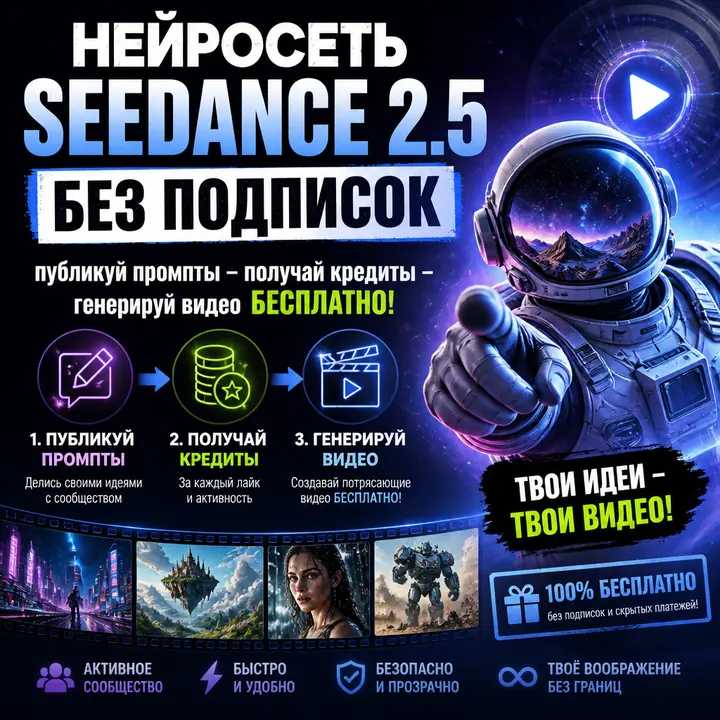 НЕЙРОСЕТЬ
SEEDANCE 2.5
БЕЗ ПОДПИСОК
публикуй промпты – получай кредиты –
генерируй видео БЕСПЛАТНО!
1. ПУБЛИКУЙ
ПРОМПТЫ
Делись своими идеями
с сообществом
2. ПОЛУЧАЙ
КРЕДИТЫ
За каждый лайк
и активность
3. ГЕНЕРИРУЙ
ВИДЕО
Создавай потрясающие
видео БЕСПЛАТНО!
ТВОИ ИДЕИ –
ТВОИ ВИДЕО!
100% БЕСПЛАТНО
без подписок и скрытых платежей!
АКТИВНОЕ
СООБЩЕСТВО
БЫСТРО
И УДОБНО
БЕЗОПАСНО
И ПРОЗРАЧНО
ТВОЁ ВООБРАЖЕНИЕ
БЕЗ ГРАНИЦ